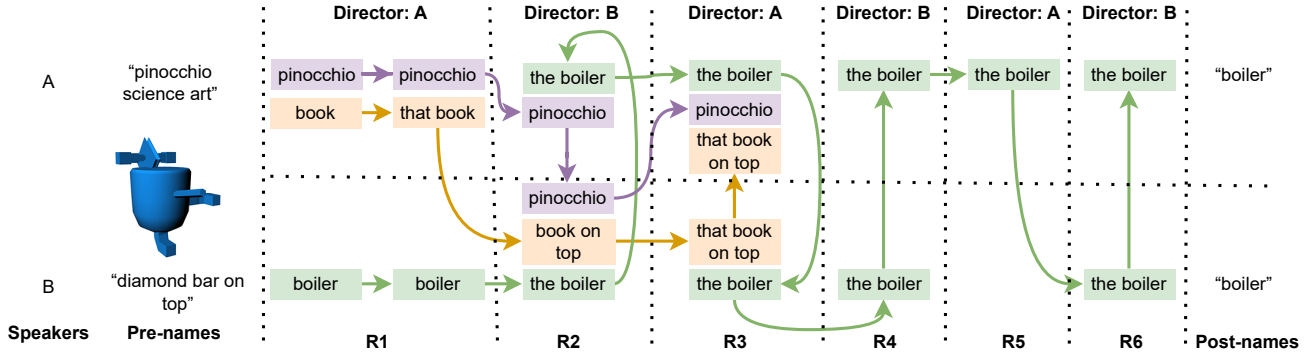 Director: A
Director: B
Director: A
Director: B
Director: A
Director: B
A
“pinocchio
science art”
pinocchio
pinocchio
the boiler
the boiler
the boiler
the boiler
the boiler
“boiler”
book
that book
pinocchio
pinocchio
that book
on top
pinocchio
book on
top
that book
on top
B
“diamond bar on
top”
boiler
boiler
the boiler
the boiler
the boiler
the boiler
“boiler”
Speakers
Pre-names
R1
R2
R3
R4
R5
R6
Post-names